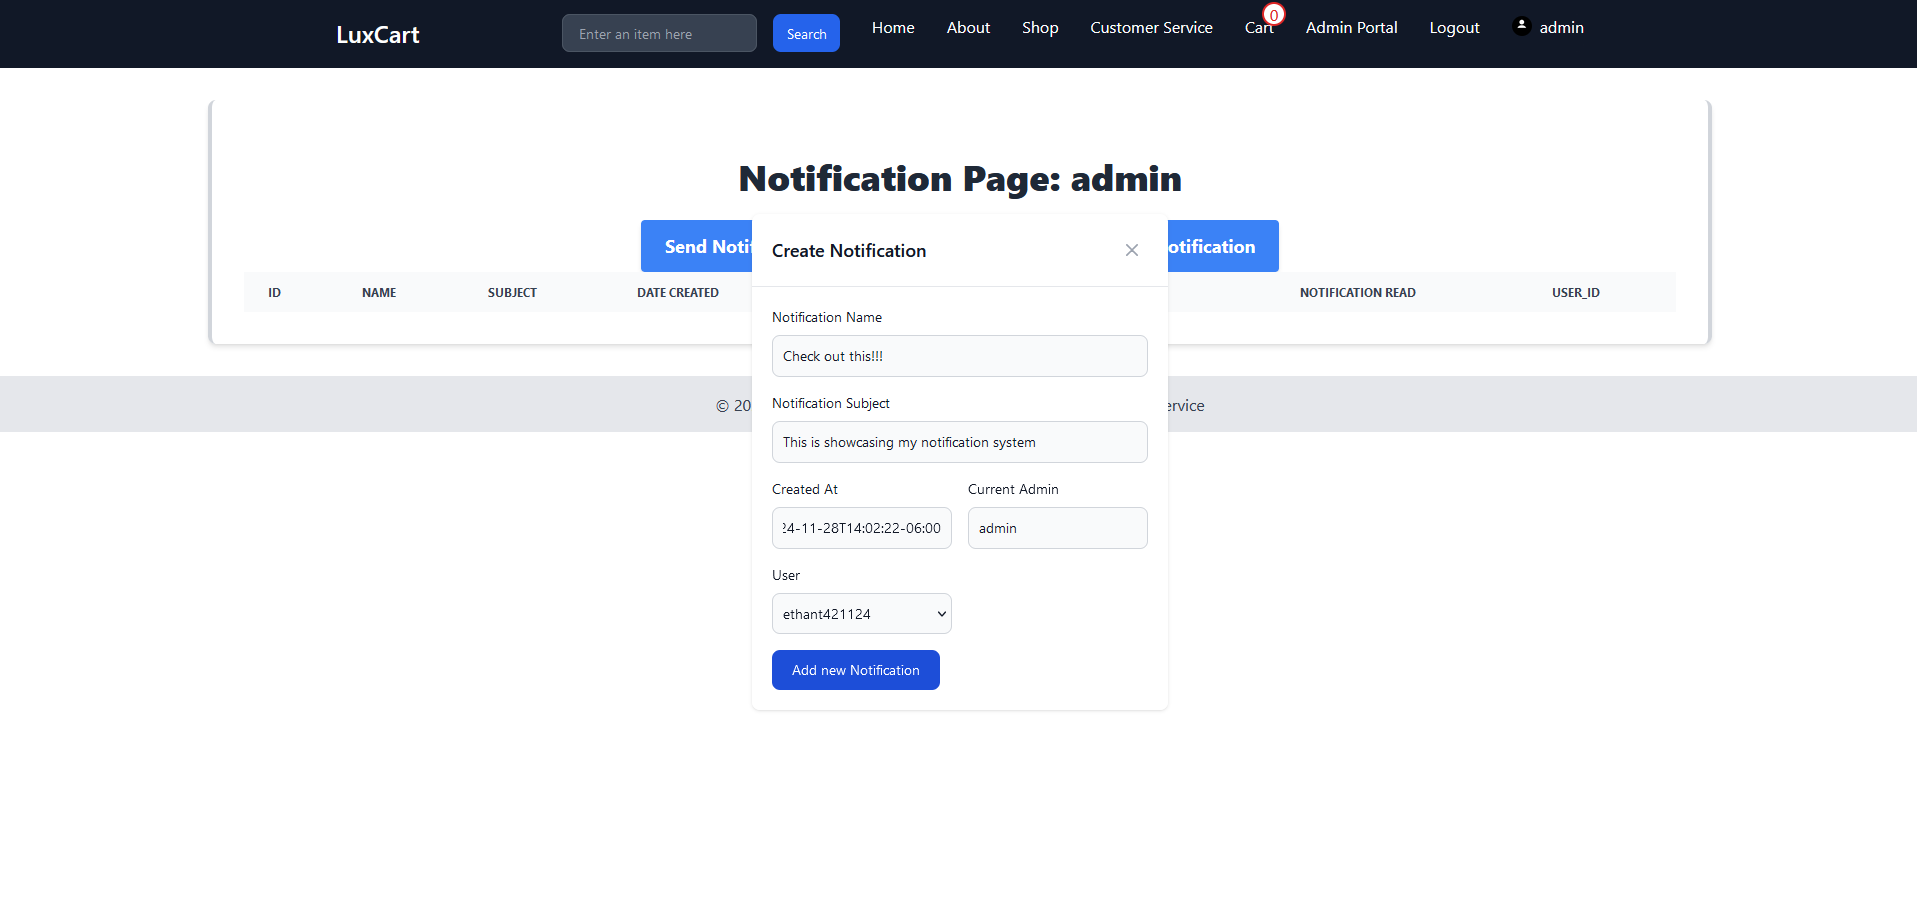 LuxCart
Enter an item here
Search
Home
About
Shop
Customer Service
Cart
0
Admin Portal
Logout
admin
Notification Page: admin
Send
otification
ID
NAME
SUBJECT
DATE CREATED
NOTIFICATION READ
USER_ID
Create Notification
Notification Name
Check out this!!!
Notification Subject
This is showcasing my notification system
Created At
Current Admin
24-11-28T14:02:22-06:00
admin
User
ethant421124
Add new Notification
© 20
ervice